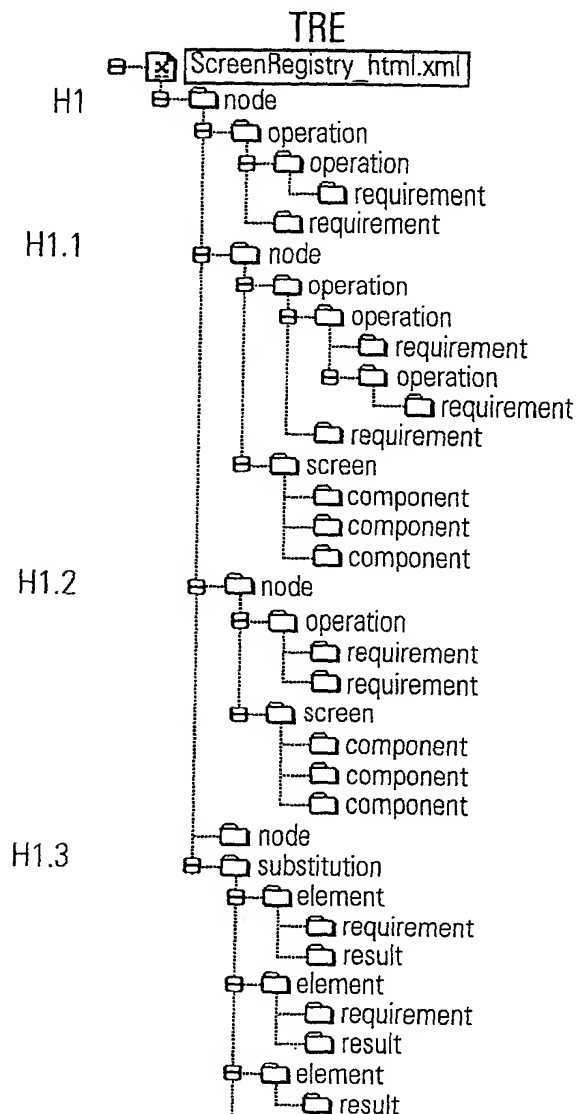 TRE
ScreenRegistry_html.xml
H1
node
operation
operation
requirement
requirement
H1.1
node
operation
operation
requirement
operation
requirement
requirement
screen
component
component
component
H1.2
node
operation
requirement
requirement
screen
component
component
component
node
H1.3
substitution
element
requirement
result
element
requirement
result
element
result